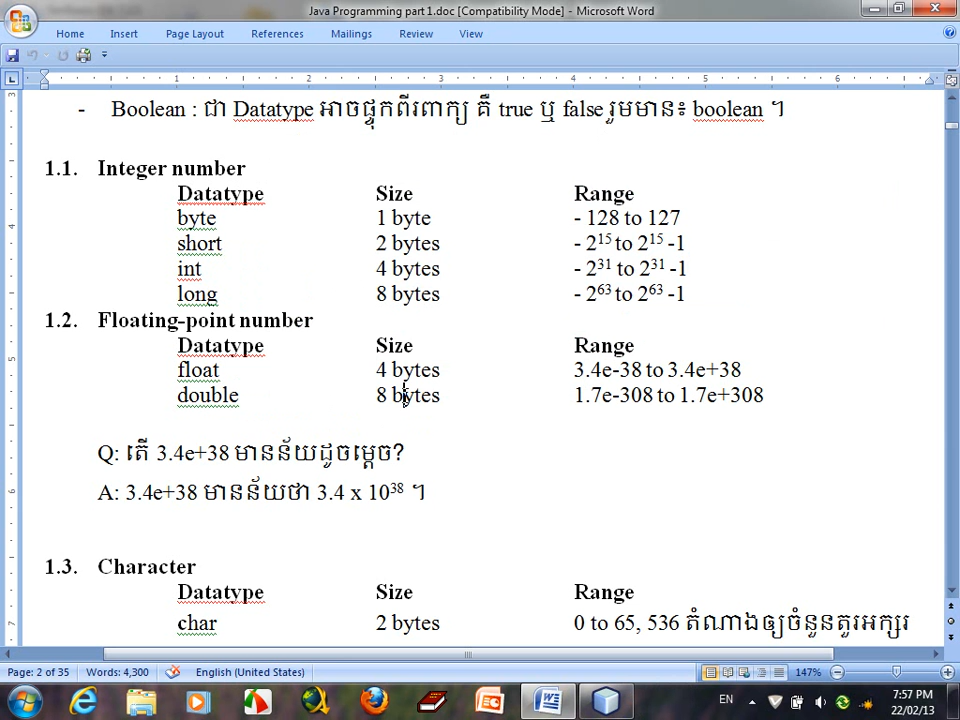 Java Programming part 1.doc [Compatibility Mode] - Microsoft Word
Home Insert Page Layout References Mailings Review View
1 2 3 4 5 6
- Boolean : ជា Datatype អាចផ្ទុកពីរពាក្យ គឺ true ឬ false រួមមាន៖ boolean ។
1.1. Integer number
Datatype Size Range
byte 1 byte - 128 to 127
short 2 bytes - 2¹⁵ to 2¹⁵ -1
int 4 bytes - 2³¹ to 2³¹ -1
long 8 bytes - 2⁶³ to 2⁶³ -1
1.2. Floating-point number
Datatype Size Range
float 4 bytes 3.4e-38 to 3.4e+38
double 8 bytes 1.7e-308 to 1.7e+308
Q: តើ 3.4e+38 មានន័យដូចម្ដេច?
A: 3.4e+38 មានន័យថា 3.4 x 10³⁸ ។
1.3. Character
Datatype Size Range
char 2 bytes 0 to 65, 536 តំណាងឲ្យចំនួនតួរអក្សរ
Page: 2 of 35 Words: 4,300 English (United States) 147%
EN 7:57 PM
22/02/13